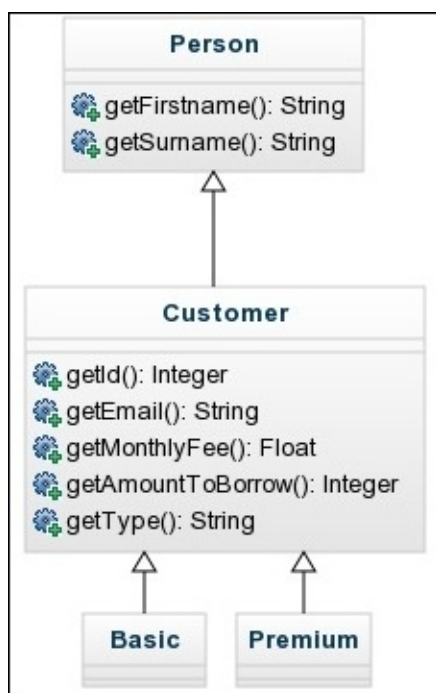 Person
getFirstname(): String
getSurname(): String
Customer
getId(): Integer
getEmail(): String
getMonthlyFee(): Float
getAmountToBorrow(): Integer
getType(): String
Basic
Premium